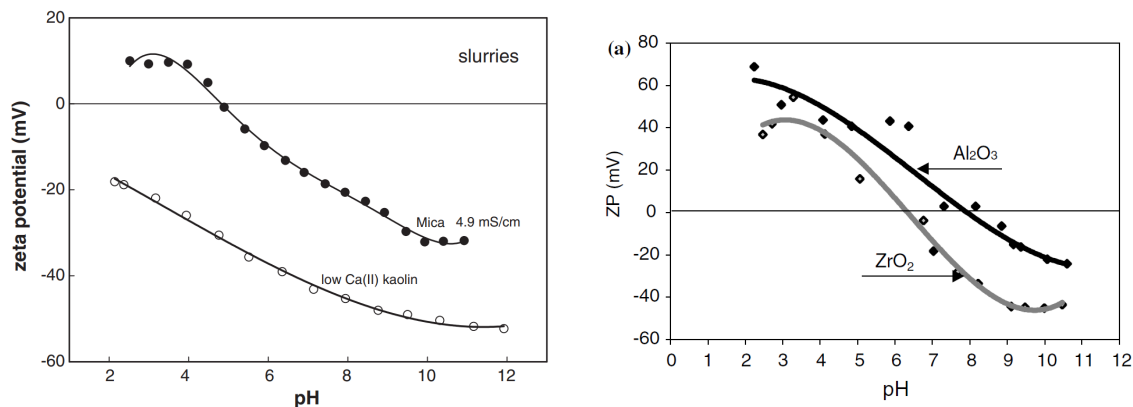 20
0
-20
-40
-60
zeta potential (mV)
slurries
Mica 4.9 mS/cm
low Ca(II) kaolin
2 4 6 8 10 12
pH
(a)
80
60
40
20
0
-20
-40
-60
ZP (mV)
Al₂O₃
ZrO₂
0 1 2 3 4 5 6 7 8 9 10 11 12
pH